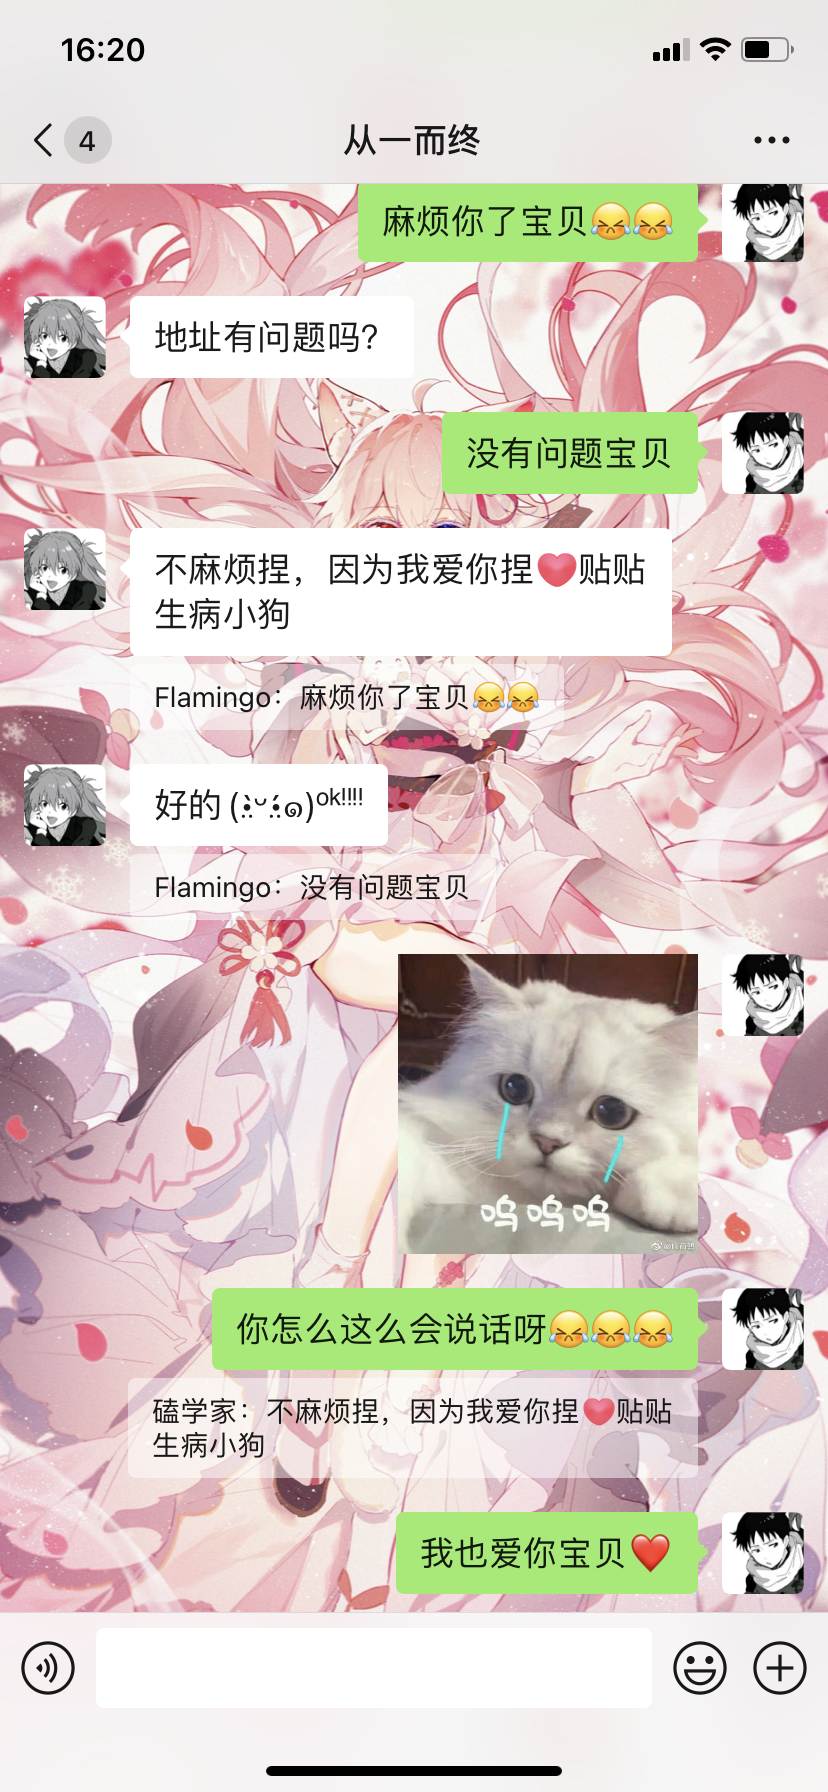 16:20
4
从一而终
麻烦你了宝贝😹😹
地址有问题吗?
没有问题宝贝
不麻烦捏，因为我爱你捏❤️贴贴
生病小狗
Flamingo：麻烦你了宝贝😹😹
好的 (⸝⸝•̀ᵕ•́⸝⸝๑)ᵒᵏᵎᵎᵎᵎ
Flamingo：没有问题宝贝
呜呜呜
你怎么这么会说话呀😹😹😹
磕学家：不麻烦捏，因为我爱你捏❤️贴贴
生病小狗
我也爱你宝贝❤️